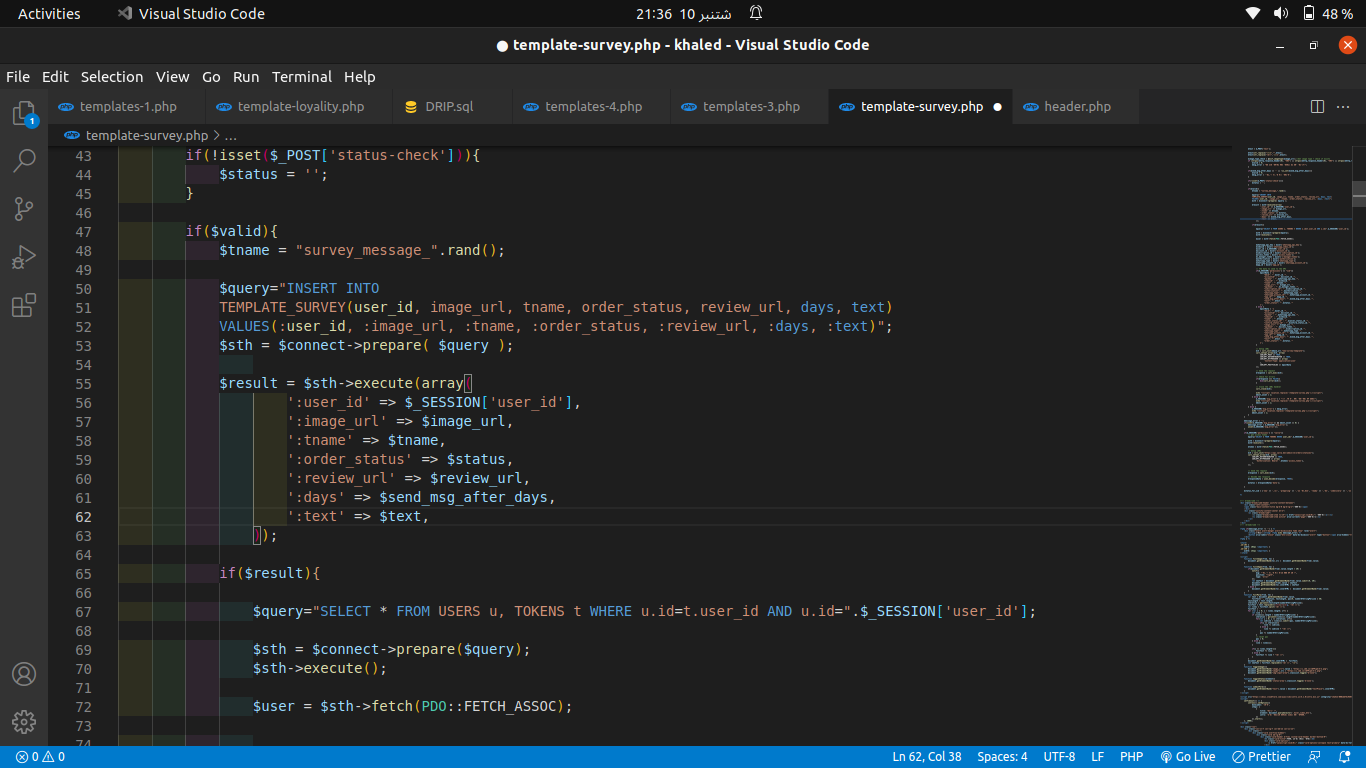 Activities
Visual Studio Code
21:36 10 شتنبر
48 %
● template-survey.php - khaled - Visual Studio Code
File Edit Selection View Go Run Terminal Help
templates-1.php
template-loyality.php
DRIP.sql
templates-4.php
templates-3.php
template-survey.php ●
header.php
1
template-survey.php > ...
43 if(!isset($_POST['status-check'])){
44 $status = '';
45 }
46
47 if($valid){
48 $tname = "survey_message_".rand();
49
50 $query="INSERT INTO
51 TEMPLATE_SURVEY(user_id, image_url, tname, order_status, review_url, days, text)
52 VALUES(:user_id, :image_url, :tname, :order_status, :review_url, :days, :text)";
53 $sth = $connect->prepare( $query );
54
55 $result = $sth->execute(array(
56 ':user_id' => $_SESSION['user_id'],
57 ':image_url' => $image_url,
58 ':tname' => $tname,
59 ':order_status' => $status,
60 ':review_url' => $review_url,
61 ':days' => $send_msg_after_days,
62 ':text' => $text,
63 ));
64
65 if($result){
66
67 $query="SELECT * FROM USERS u, TOKENS t WHERE u.id=t.user_id AND u.id=".$_SESSION['user_id'];
68
69 $sth = $connect->prepare($query);
70 $sth->execute();
71
72 $user = $sth->fetch(PDO::FETCH_ASSOC);
73
74
0 0
Ln 62, Col 38
Spaces: 4
UTF-8
LF
PHP
Go Live
Prettier